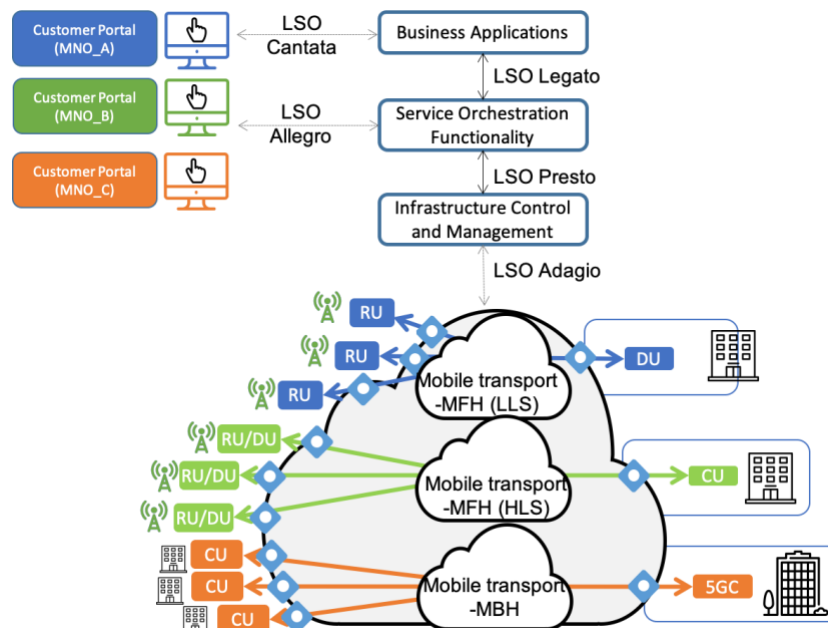 Customer Portal
(MNO_A)
LSO
Cantata
Business Applications
LSO Legato
Customer Portal
(MNO_B)
LSO
Allegro
Service Orchestration
Functionality
LSO Presto
Customer Portal
(MNO_C)
Infrastructure Control
and Management
LSO Adagio
RU
RU
RU
Mobile transport
-MFH (LLS)
DU
RU/DU
RU/DU
RU/DU
Mobile transport
-MFH (HLS)
CU
CU
CU
CU
Mobile transport
-MBH
5GC